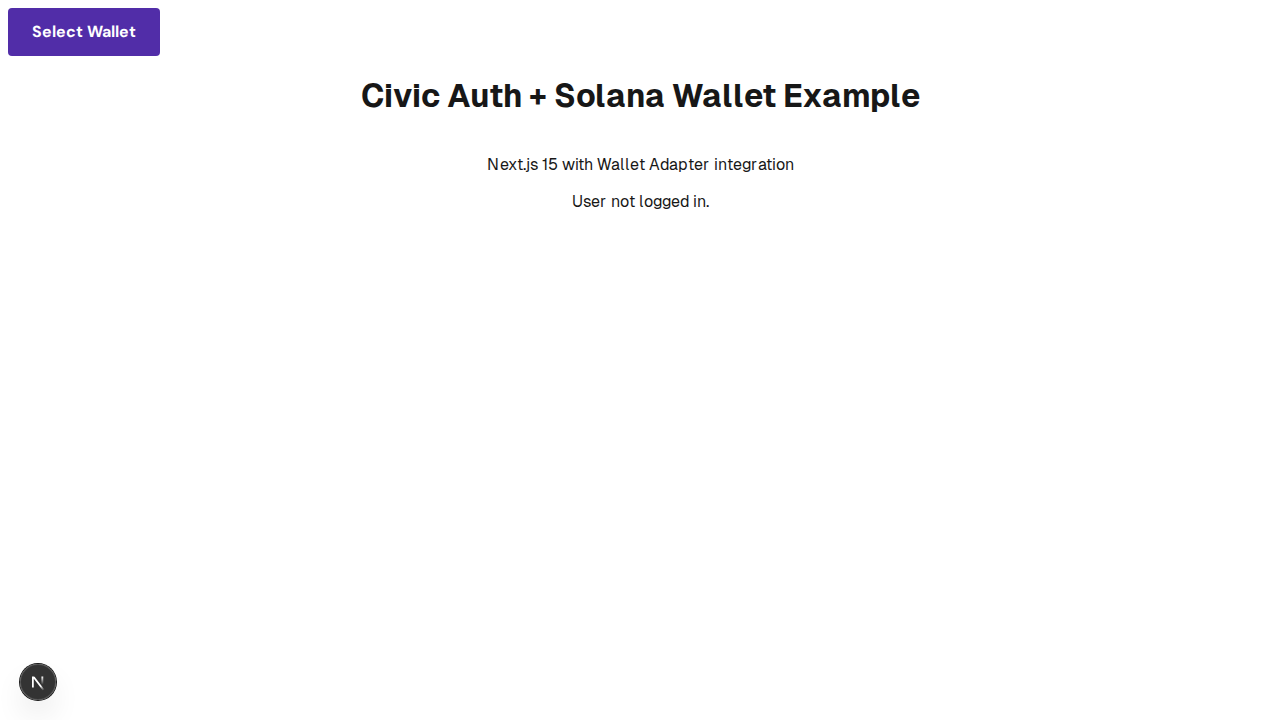 Select Wallet
Civic Auth + Solana Wallet Example
Next.js 15 with Wallet Adapter integration
User not logged in.
N